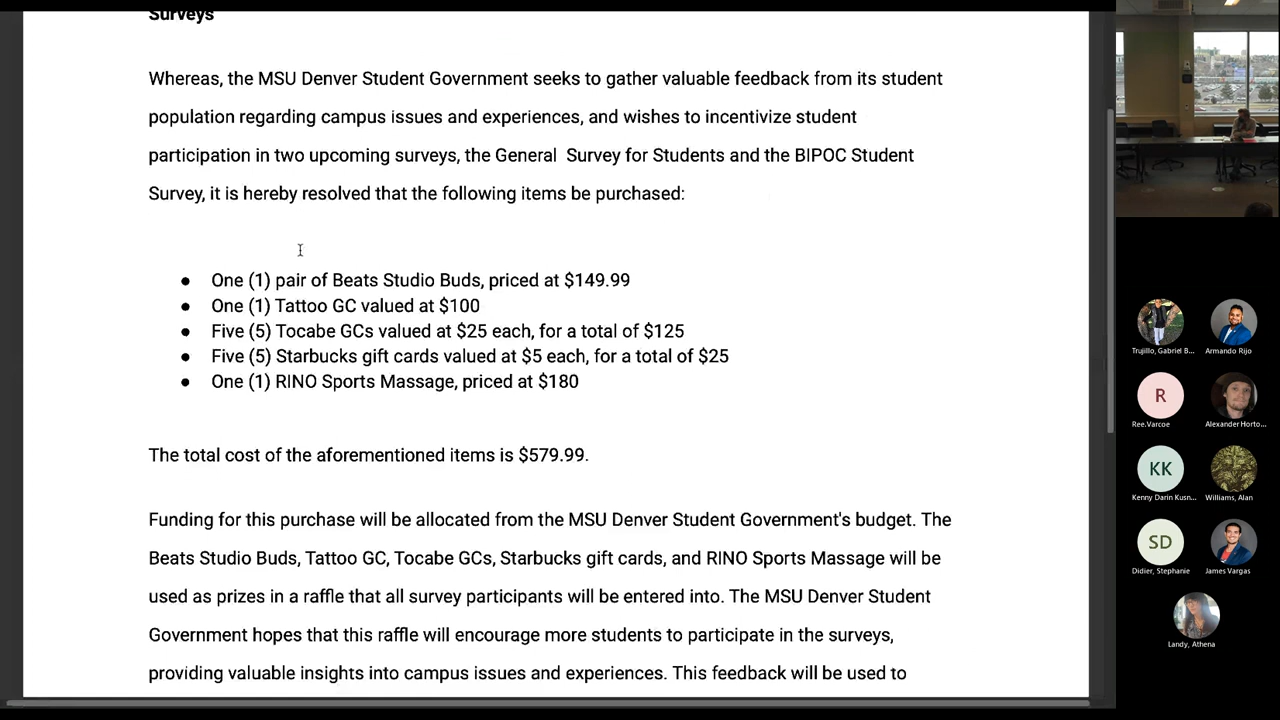 Surveys
Whereas, the MSU Denver Student Government seeks to gather valuable feedback from its student
population regarding campus issues and experiences, and wishes to incentivize student
participation in two upcoming surveys, the General  Survey for Students and the BIPOC Student
Survey, it is hereby resolved that the following items be purchased:
● One (1) pair of Beats Studio Buds, priced at $149.99
● One (1) Tattoo GC valued at $100
● Five (5) Tocabe GCs valued at $25 each, for a total of $125
● Five (5) Starbucks gift cards valued at $5 each, for a total of $25
● One (1) RINO Sports Massage, priced at $180
The total cost of the aforementioned items is $579.99.
Funding for this purchase will be allocated from the MSU Denver Student Government's budget. The
Beats Studio Buds, Tattoo GC, Tocabe GCs, Starbucks gift cards, and RINO Sports Massage will be
used as prizes in a raffle that all survey participants will be entered into. The MSU Denver Student
Government hopes that this raffle will encourage more students to participate in the surveys,
providing valuable insights into campus issues and experiences. This feedback will be used to
Trujillo, Gabriel B...
Armando Rijo
R
Ree.Varcoe
Alexander Horto...
KK
Kenny Darin Kusn...
Williams, Alan
SD
Didier, Stephanie
James Vargas
Landy, Athena